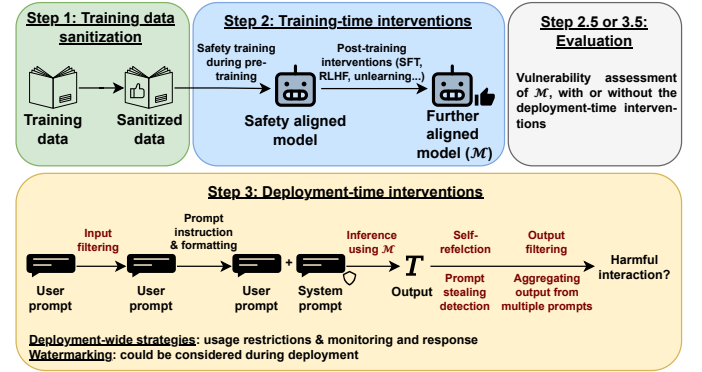 Step 1: Training data
sanitization
Training
data
Sanitized
data
Step 2: Training-time interventions
Safety training
during pre-
training
Post-training
interventions (SFT,
RLHF, unlearning...)
Safety aligned
model
Further
aligned
model (M)
Step 2.5 or 3.5:
Evaluation
Vulnerability assessment
of M, with or without the
deployment-time interven-
tions
Step 3: Deployment-time interventions
Input
filtering
Prompt
instruction
& formatting
Inference
using M
Self-
refelction
Output
filtering
User
prompt
User
prompt
User
prompt
+
System
prompt
T
Output
Prompt
stealing
detection
Aggregating
output from
multiple prompts
Harmful
interaction?
Deployment-wide strategies: usage restrictions & monitoring and response
Watermarking: could be considered during deployment